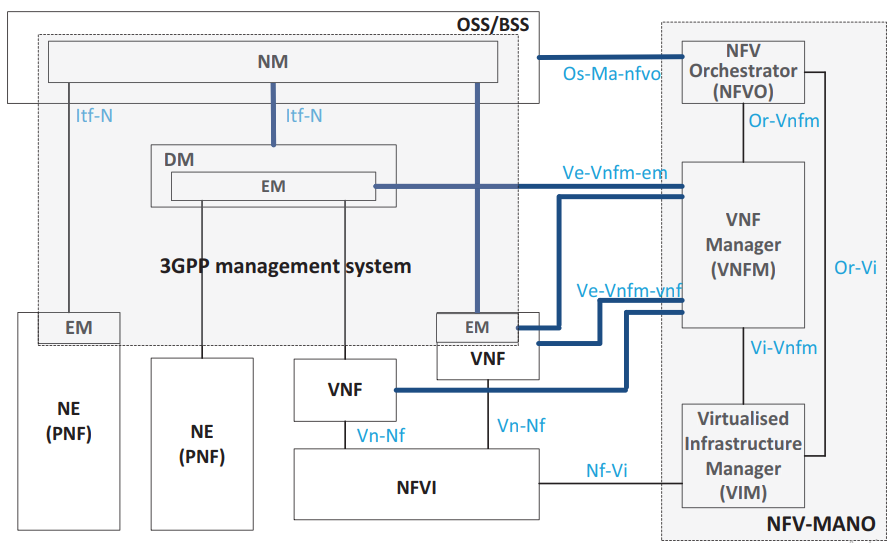 OSS/BSS
NM
NFV
Orchestrator
(NFVO)
Os-Ma-nfvo
Itf-N
Itf-N
Or-Vnfm
DM
EM
Ve-Vnfm-em
VNF
Manager
(VNFM)
3GPP management system
Or-Vi
Ve-Vnfm-vnf
EM
EM
VNF
Vi-Vnfm
NE
(PNF)
NE
(PNF)
VNF
Vn-Nf
Vn-Nf
Virtualised
Infrastructure
Manager
(VIM)
NFVI
Nf-Vi
NFV-MANO